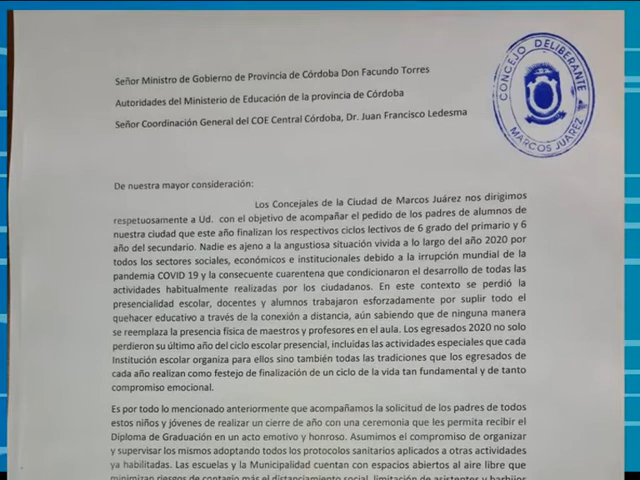 CONCEJO DELIBERANTE
MARCOS JUAREZ
Señor Ministro de Gobierno de Provincia de Córdoba Don Facundo Torres
Autoridades del Ministerio de Educación de la provincia de Córdoba
Señor Coordinación General del COE Central Córdoba, Dr. Juan Francisco Ledesma
De nuestra mayor consideración:
Los Concejales de la Ciudad de Marcos Juárez nos dirigimos
respetuosamente a Ud. con el objetivo de acompañar el pedido de los padres de alumnos de
nuestra ciudad que este año finalizan los respectivos ciclos lectivos de 6 grado del primario y 6
año del secundario. Nadie es ajeno a la angustiosa situación vivida a lo largo del año 2020 por
todos los sectores sociales, económicos e institucionales debido a la irrupción mundial de la
pandemia COVID 19 y la consecuente cuarentena que condicionaron el desarrollo de todas las
actividades habitualmente realizadas por los ciudadanos. En este contexto se perdió la
presencialidad escolar, docentes y alumnos trabajaron esforzadamente por suplir todo el
quehacer educativo a través de la conexión a distancia, aún sabiendo que de ninguna manera
se reemplaza la presencia física de maestros y profesores en el aula. Los egresados 2020 no solo
perdieron su último año del ciclo escolar presencial, incluidas las actividades especiales que cada
Institución escolar organiza para ellos sino también todas las tradiciones que los egresados de
cada año realizan como festejo de finalización de un ciclo de la vida tan fundamental y de tanto
compromiso emocional.
Es por todo lo mencionado anteriormente que acompañamos la solicitud de los padres de todos
estos niños y jóvenes de realizar un cierre de año con una ceremonia que les permita recibir el
Diploma de Graduación en un acto emotivo y honroso. Asumimos el compromiso de organizar
y supervisar los mismos adoptando todos los protocolos sanitarios aplicados a otras actividades
ya habilitadas. Las escuelas y la Municipalidad cuentan con espacios abiertos al aire libre que
minimizan riesgos de contagio más el distanciamiento social, limitación de asistentes y barbijos